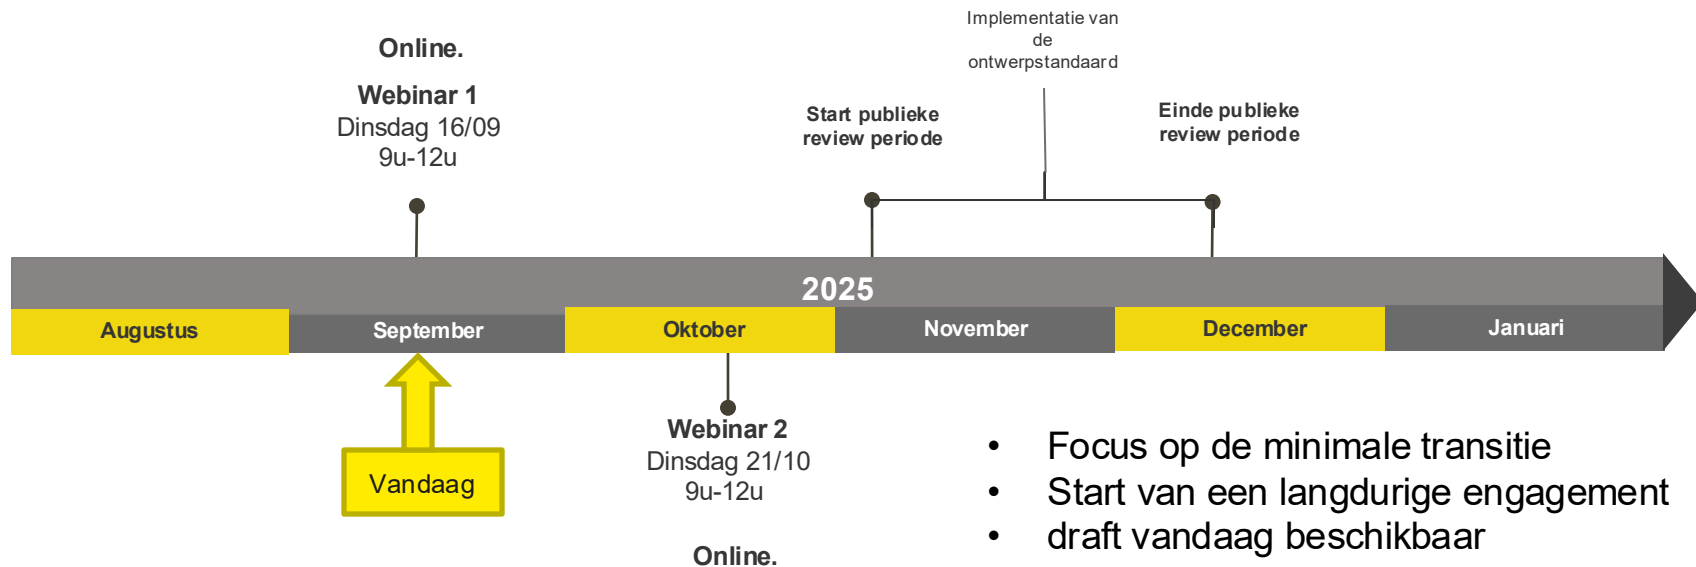 Online.
Webinar 1
Dinsdag 16/09
9u-12u
Implementatie van
de
ontwerpstandaard
Start publieke
review periode
Einde publieke
review periode
2025
Augustus
September
Oktober
November
December
Januari
Vandaag
Webinar 2
Dinsdag 21/10
9u-12u
Online.
• Focus op de minimale transitie
• Start van een langdurige engagement
• draft vandaag beschikbaar